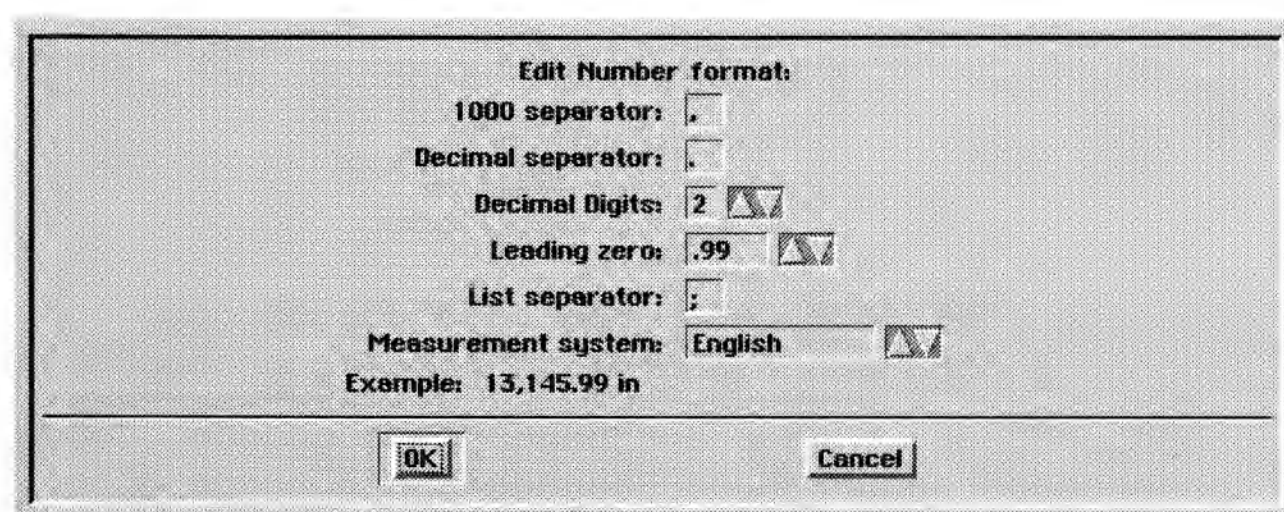 Edit Number format:
1000 separator: ,
Decimal separator: .
Decimal Digits: 2
Leading zero: .99
List separator: ;
Measurement system: English
Example: 13,145.99 in
OK Cancel